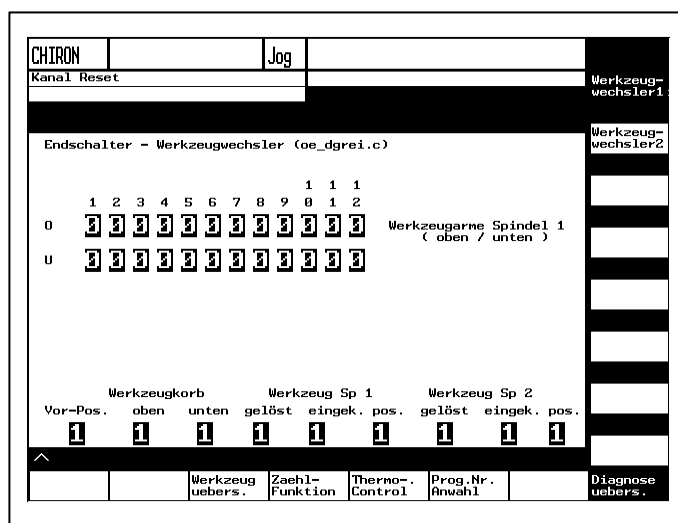 CHIRON Jog
Kanal Reset
Werkzeug-
wechsler1
Werkzeug-
wechsler2
Endschalter - Werkzeugwechsler (oe_dgrei.c)
1 1 1
1 2 3 4 5 6 7 8 9 0 1 2
O
Werkzeugarme Spindel 1
( oben / unten )
U
Werkzeugkorb Werkzeug Sp 1 Werkzeug Sp 2
Vor-Pos. oben unten gelöst eingek. pos. gelöst eingek. pos.
1 1 1 1 1 1 1 1 1
^
Werkzeug
uebers.
Zaehl-
Funktion
Thermo-.
Control
Prog.Nr.
Anwahl
Diagnose
uebers.